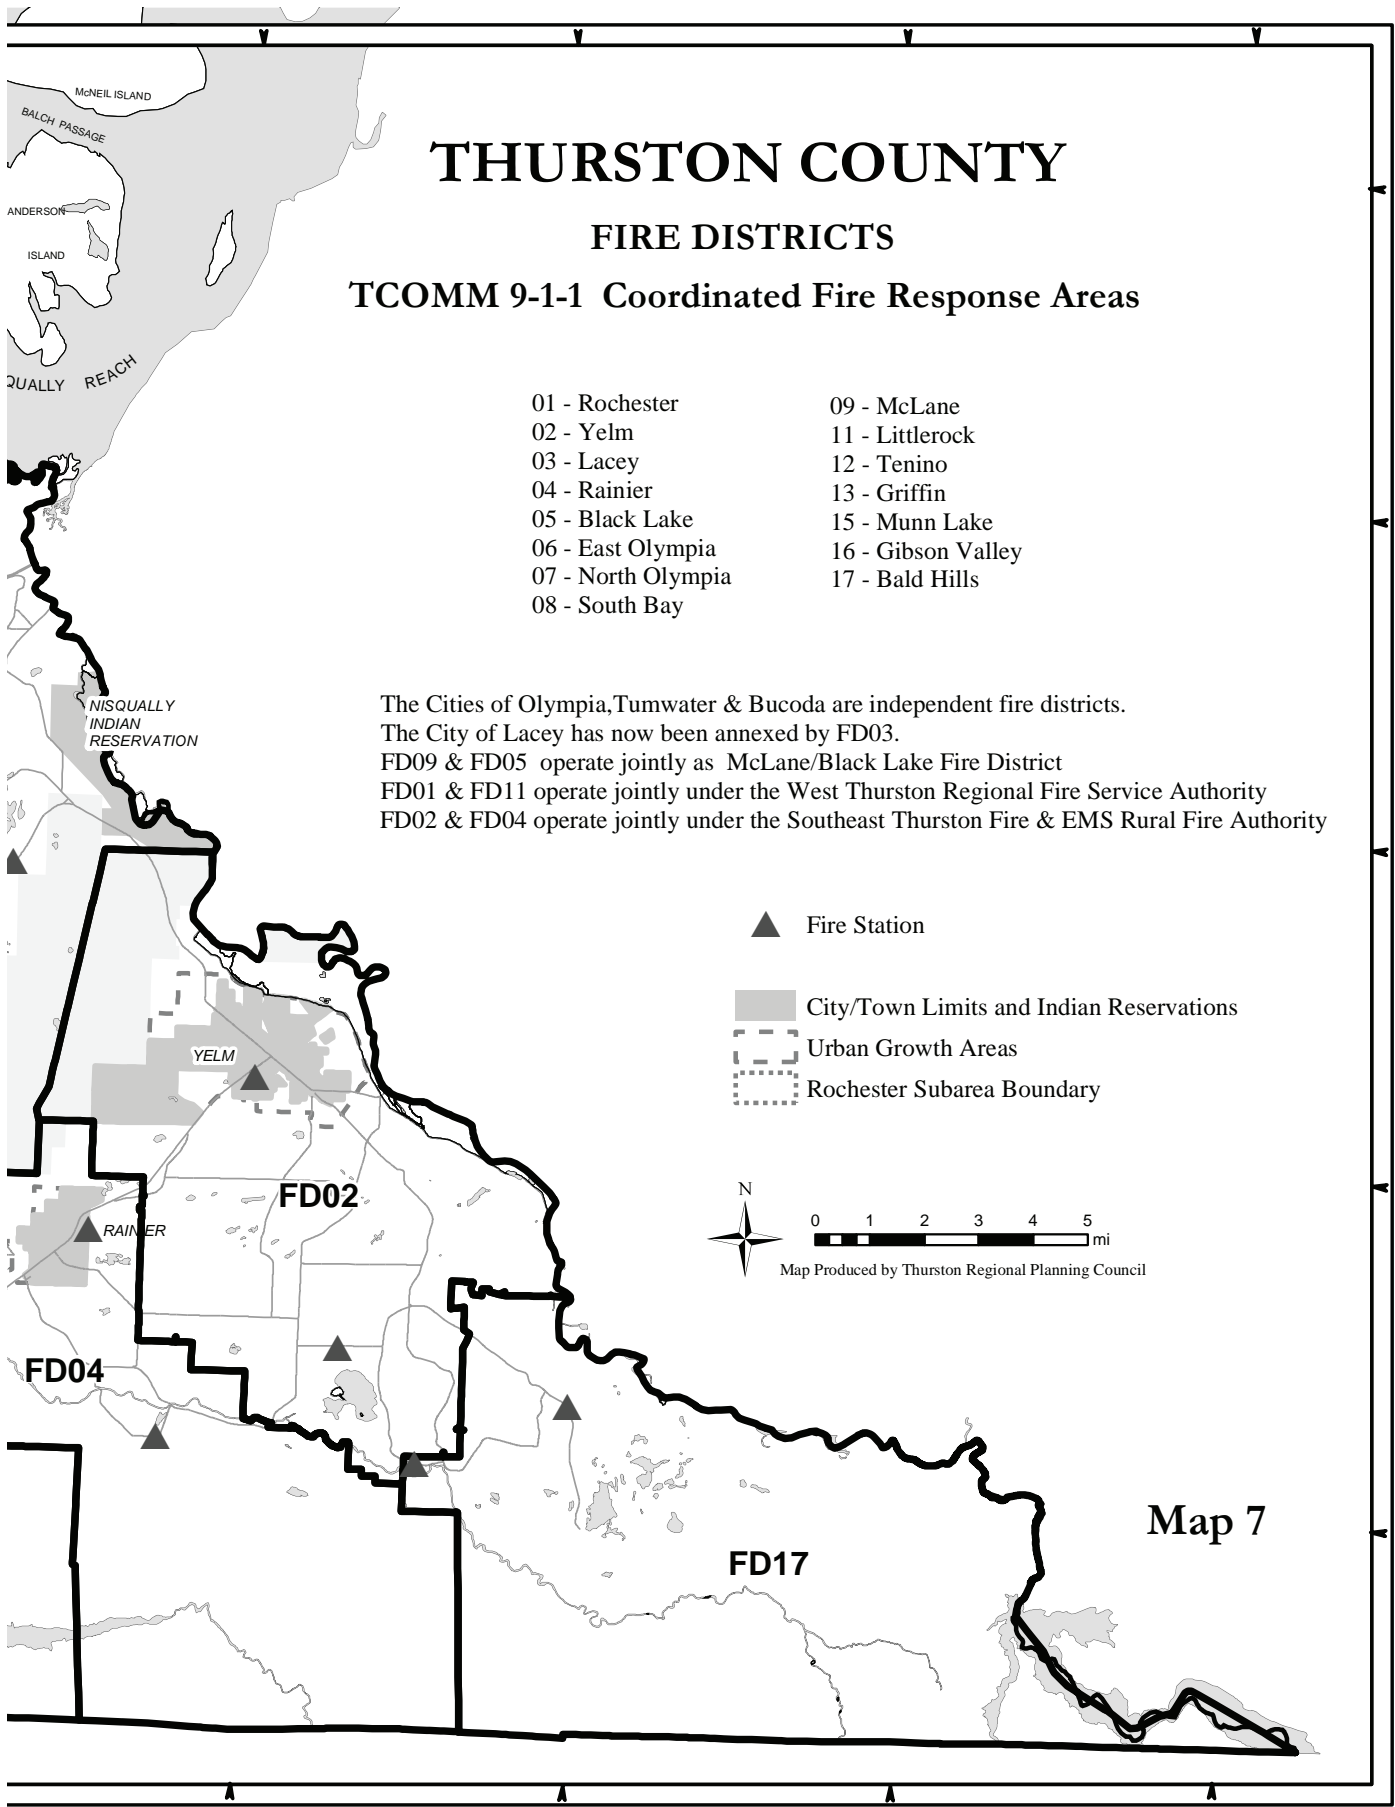 McNEIL ISLAND
BALCH PASSAGE
ANDERSON
ISLAND
QUALLY REACH
THURSTON COUNTY
FIRE DISTRICTS
TCOMM 9-1-1 Coordinated Fire Response Areas
01 - Rochester
02 - Yelm
03 - Lacey
04 - Rainier
05 - Black Lake
06 - East Olympia
07 - North Olympia
08 - South Bay
09 - McLane
11 - Littlerock
12 - Tenino
13 - Griffin
15 - Munn Lake
16 - Gibson Valley
17 - Bald Hills
NISQUALLY
INDIAN
RESERVATION
The Cities of Olympia,Tumwater & Bucoda are independent fire districts.
The City of Lacey has now been annexed by FD03.
FD09 & FD05 operate jointly as McLane/Black Lake Fire District
FD01 & FD11 operate jointly under the West Thurston Regional Fire Service Authority
FD02 & FD04 operate jointly under the Southeast Thurston Fire & EMS Rural Fire Authority
Fire Station
City/Town Limits and Indian Reservations
Urban Growth Areas
Rochester Subarea Boundary
YELM
FD02
RAINIER
N
0 1 2 3 4 5
mi
Map Produced by Thurston Regional Planning Council
FD04
Map 7
FD17